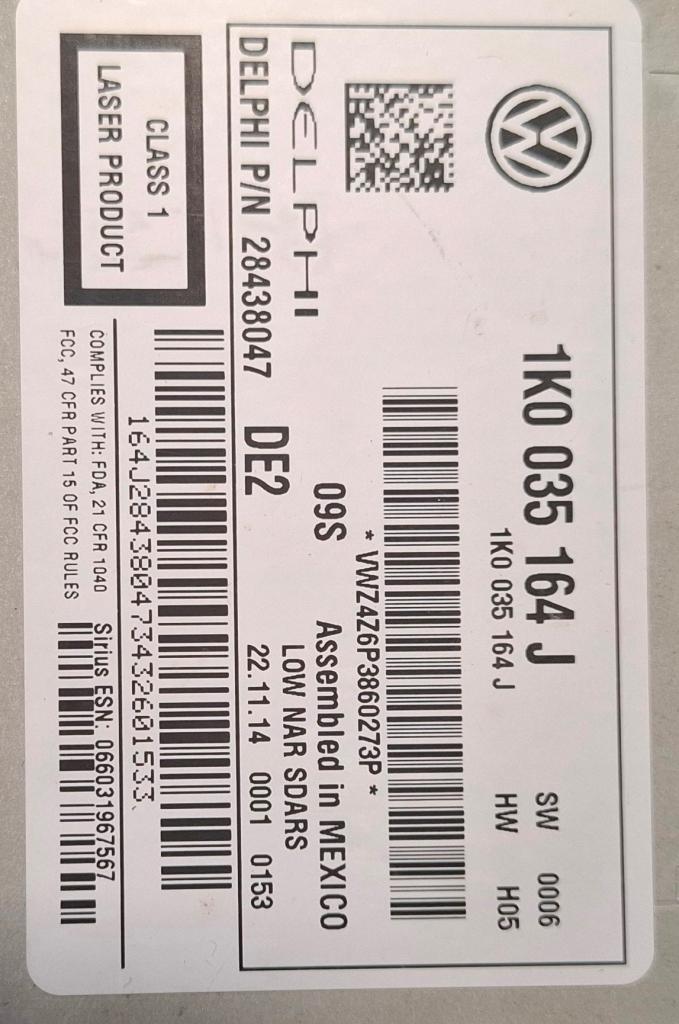 1K0 035 164 J SW 0006
1K0 035 164 J HW H05
* VWZ4Z6P3860273P *
DELPHI 09S Assembled in MEXICO
LOW NAR SDARS
DELPHI P/N 28438047 DE2 22.11.14 0001 0153
CLASS 1
LASER PRODUCT
164J284380473432601533
COMPLIES WITH: FDA, 21 CFR 1040
FCC, 47 CFR PART 15 OF FCC RULES
Sirius ESN: 066031967567